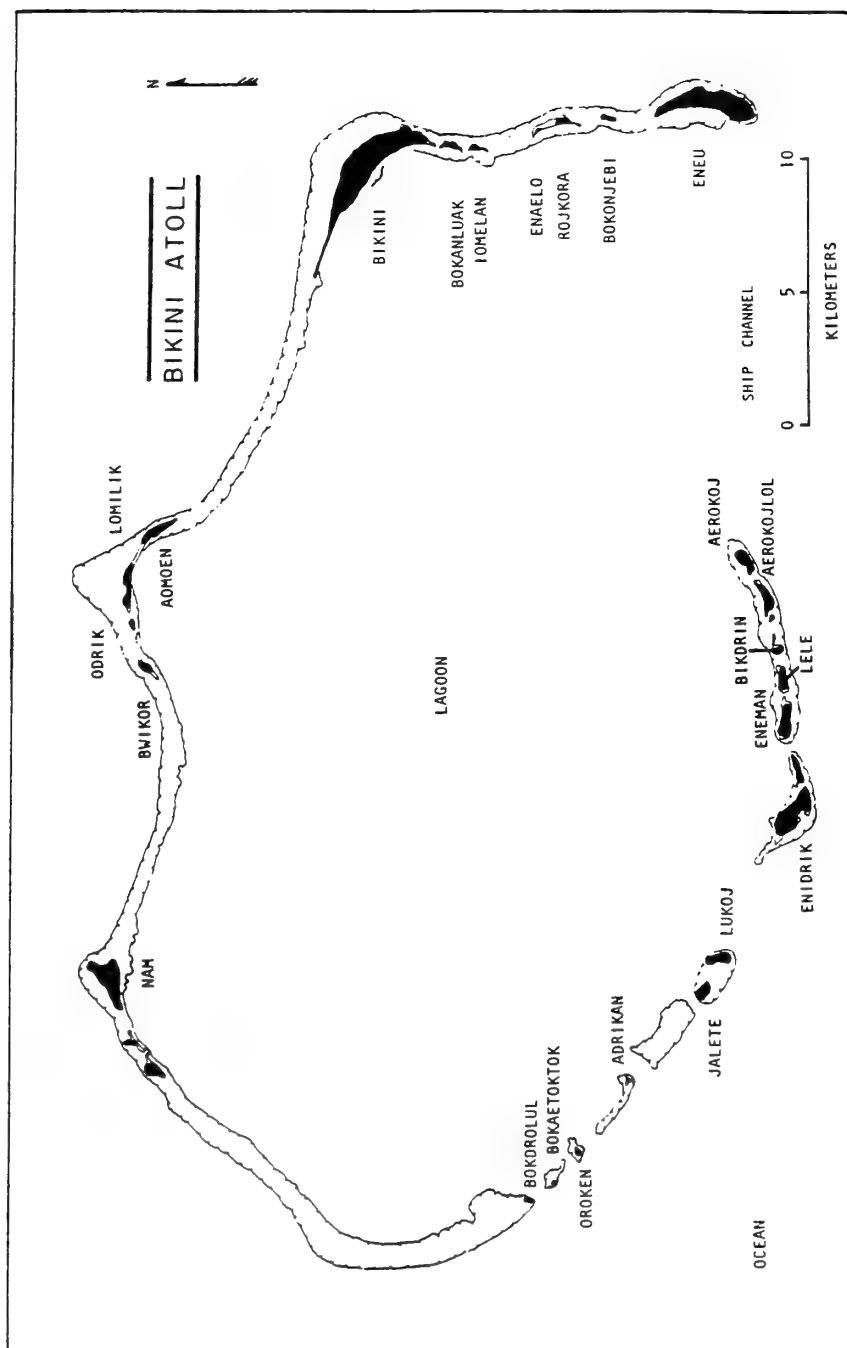 BIKINI ATOLL
N
LOMILIK
ODRIK
AOMOEN
BWIKOR
NAM
BIKINI
BOKANLUAK
IOMELAN
ENAELO
ROJKORA
BOKONJEBI
ENEU
LAGOON
BOKDROLUL
BOKAETOKTOK
OROKEN
ADRIKAN
JALETE
LUKOJ
ENIDRIK
ENEMAN
LELE
BIKDRIN
AEROKOJLOL
AEROKOJ
SHIP CHANNEL
0 5 10
KILOMETERS
OCEAN